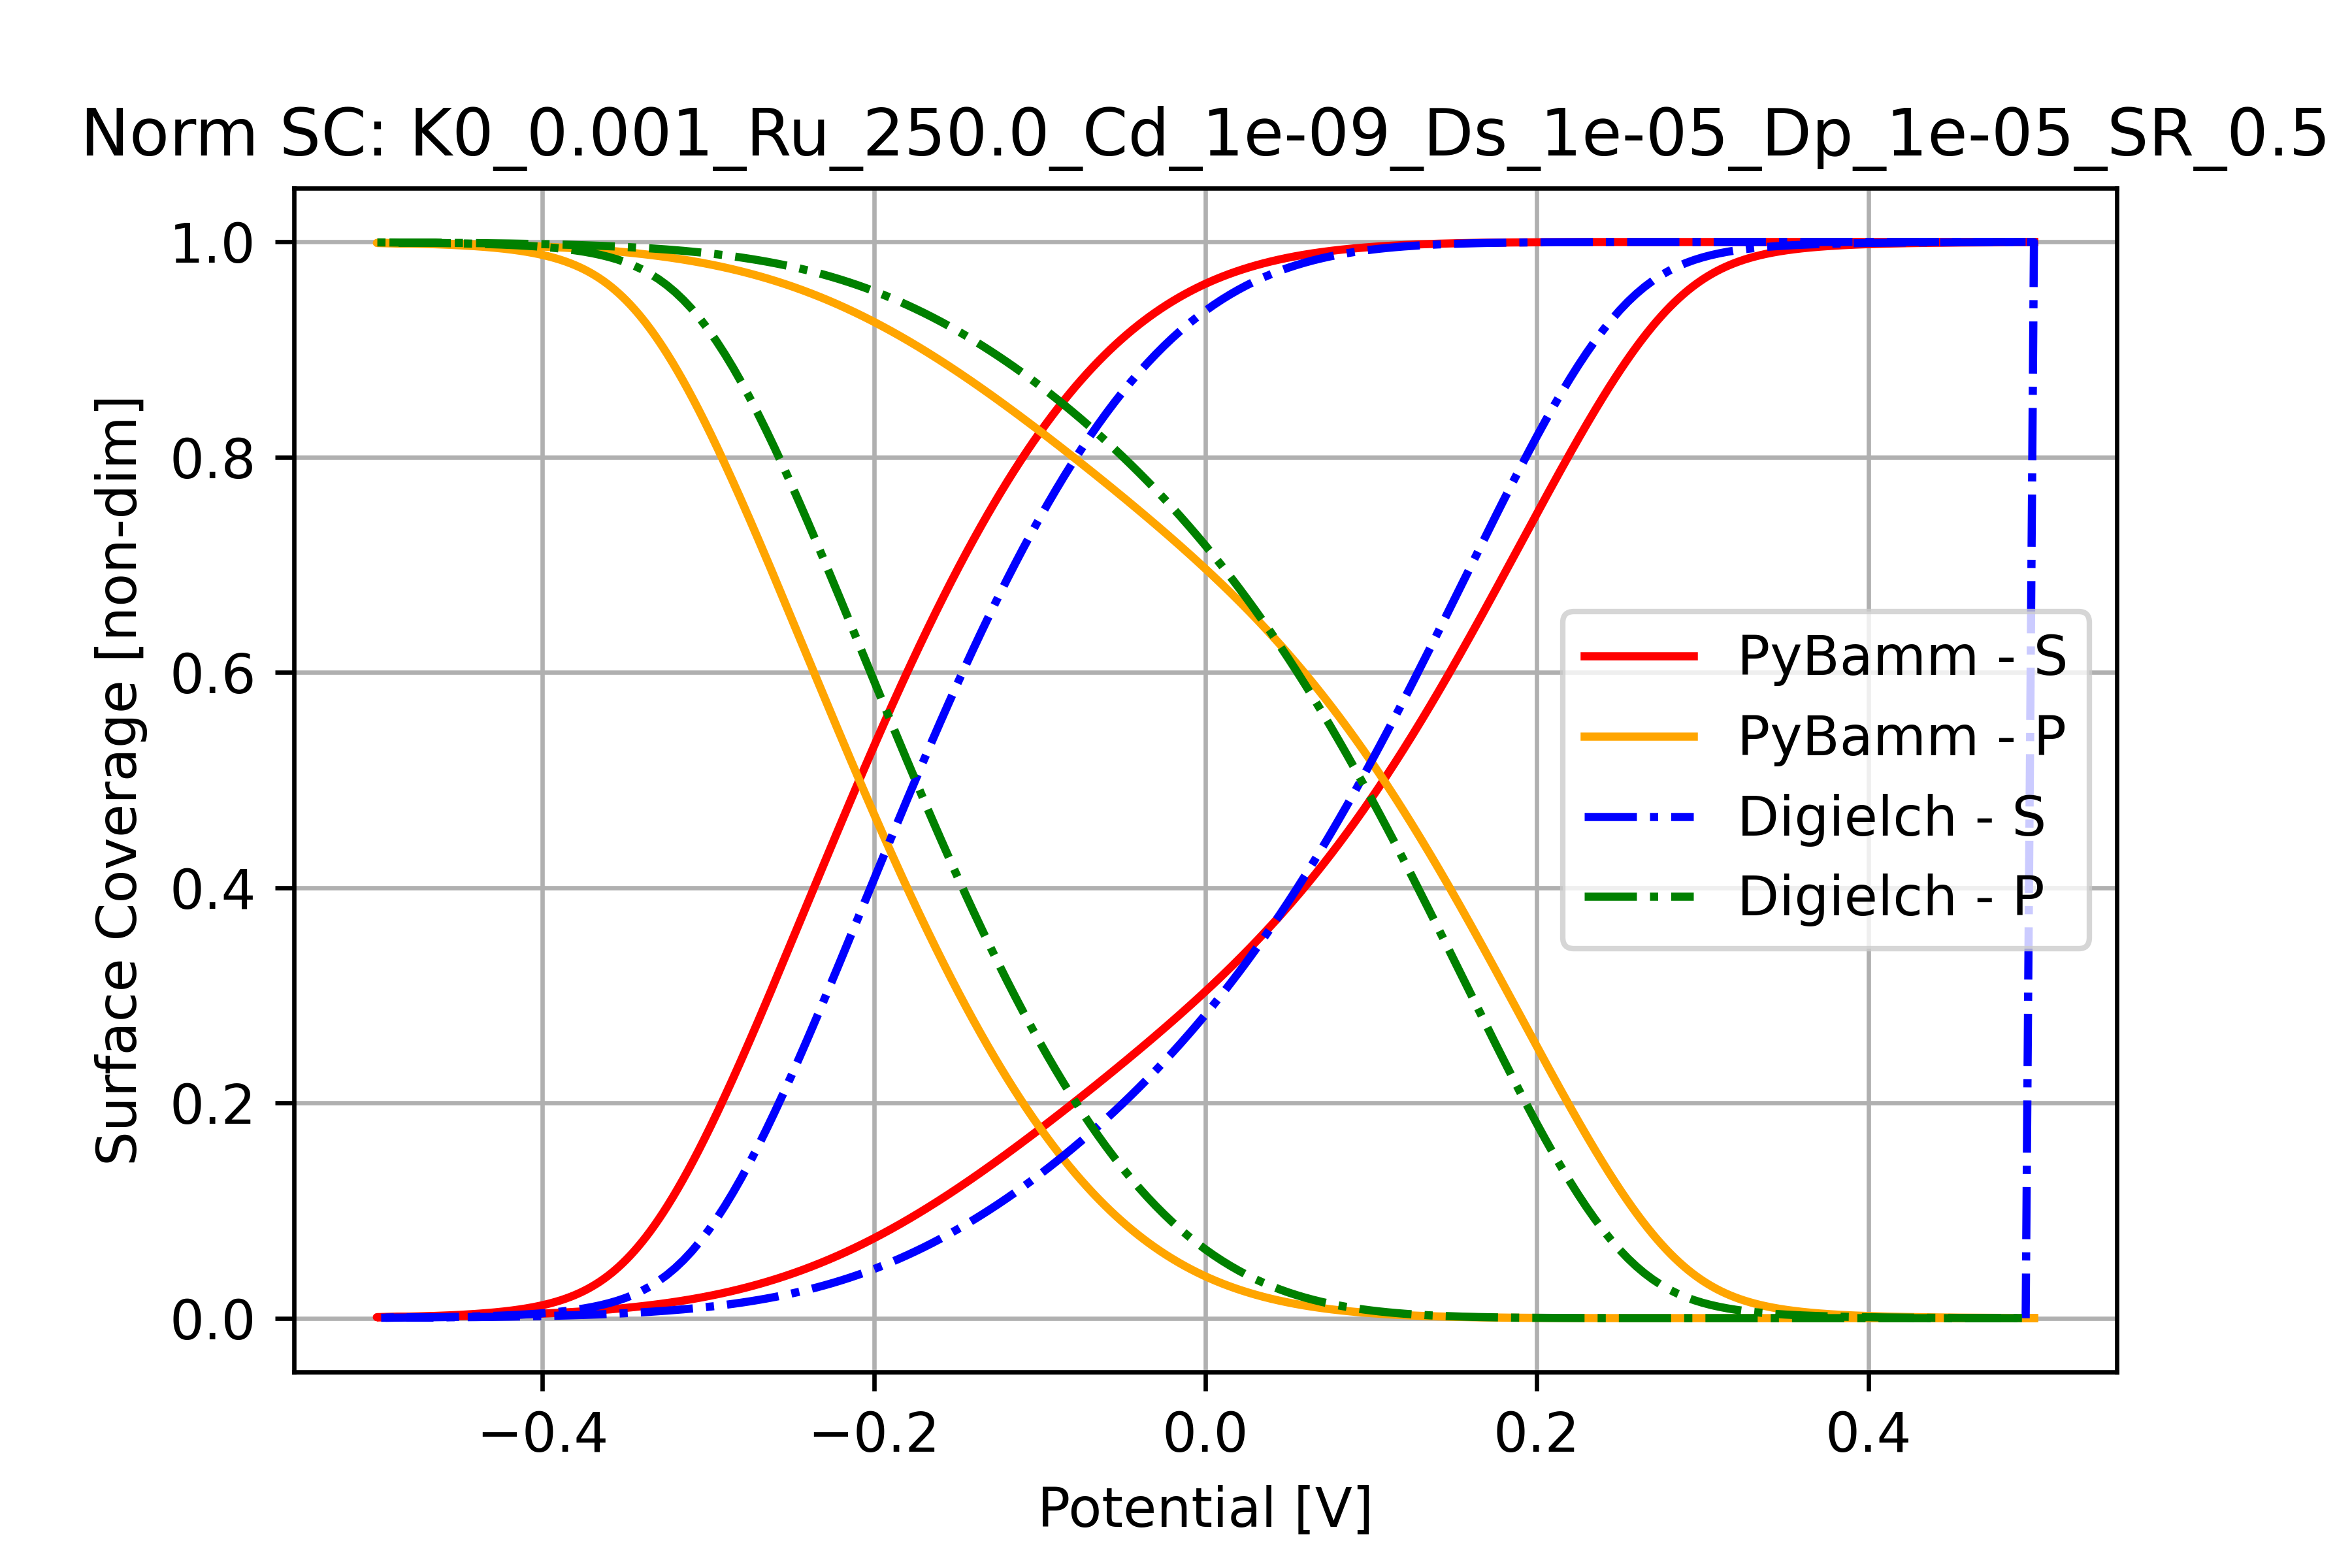 Norm SC: K0_0.001_Ru_250.0_Cd_1e-09_Ds_1e-05_Dp_1e-05_SR_0.5
Surface Coverage [non-dim]
1.0
0.8
0.6
0.4
0.2
0.0
PyBamm - S
PyBamm - P
Digielch - S
Digielch - P
−0.4
−0.2
0.0
0.2
0.4
Potential [V]